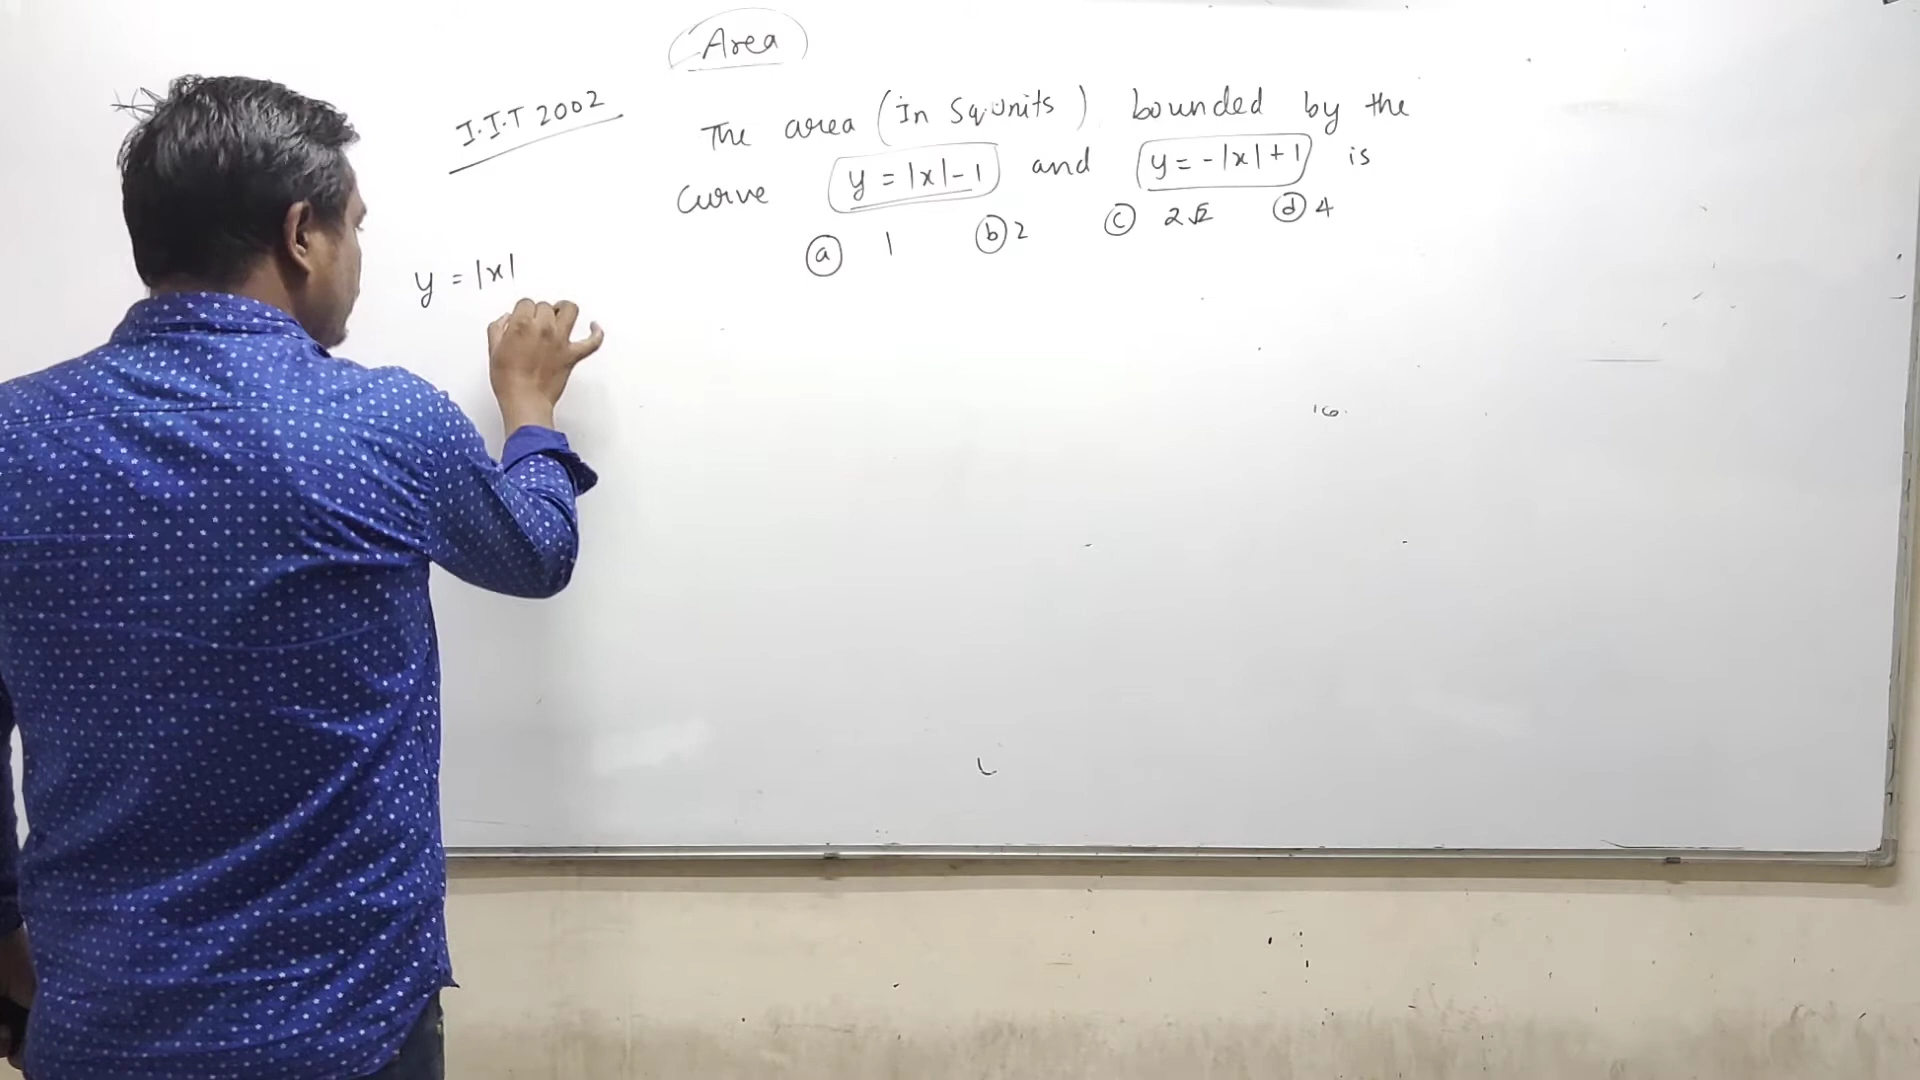 Area
I.I.T 2002
The area (In Sq.Units) bounded by the
Curve y = |x|-1 and y = -|x|+1 is
ⓐ 1 ⓑ 2 ⓒ 2√2 ⓓ 4
y = |x|